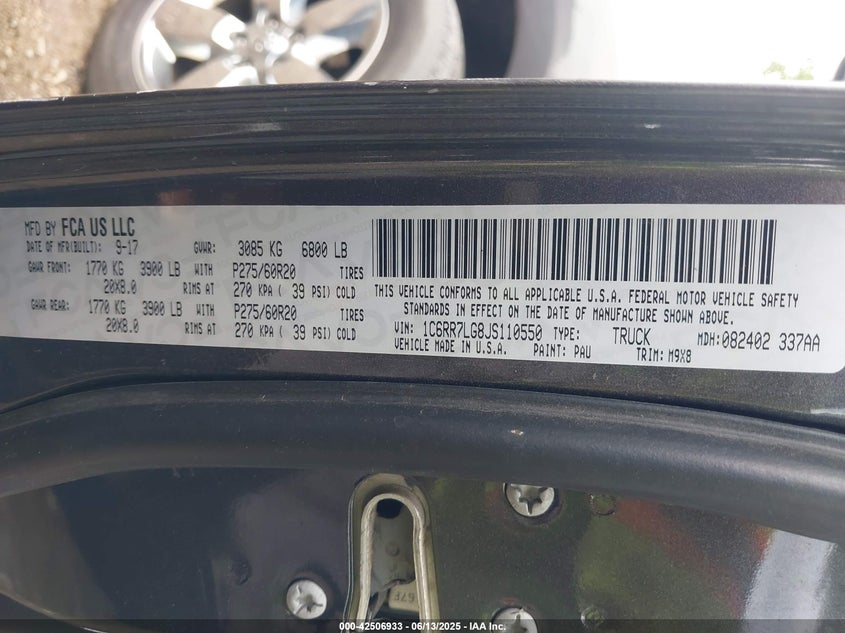 MFD BY FCA US LLC
DATE OF MFR(BUILT): 9-17 GVWR: 3085 KG 6800 LB
GAWR FRONT: 1770 KG 3900 LB WITH P275/60R20 TIRES
20X8.0 RIMS AT 270 KPA ( 39 PSI) COLD
GAWR REAR: 1770 KG 3900 LB WITH P275/60R20 TIRES
20X8.0 RIMS AT 270 KPA ( 39 PSI) COLD
THIS VEHICLE CONFORMS TO ALL APPLICABLE U.S.A. FEDERAL MOTOR VEHICLE SAFETY
STANDARDS IN EFFECT ON THE DATE OF MANUFACTURE SHOWN ABOVE.
VIN: 1C6RR7LG8JS110550 TYPE: TRUCK MDH:082402 337AA
VEHICLE MADE IN U.S.A. PAINT: PAU TRIM: M9X8
000-42506933 - 06/13/2025 - IAA Inc.